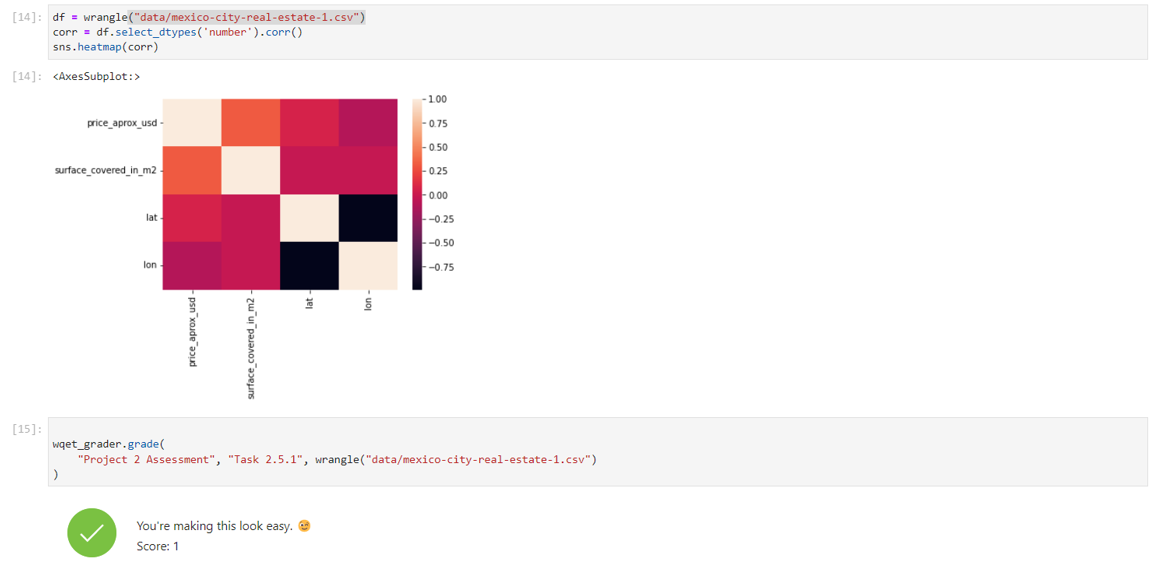 [14]: df = wrangle("data/mexico-city-real-estate-1.csv")
corr = df.select_dtypes('number').corr()
sns.heatmap(corr)
[14]: <AxesSubplot:>
price_aprox_usd
surface_covered_in_m2
lat
lon
price_aprox_usd
surface_covered_in_m2
lat
lon
1.00
0.75
0.50
0.25
0.00
−0.25
−0.50
−0.75
[15]:
wqet_grader.grade(
"Project 2 Assessment", "Task 2.5.1", wrangle("data/mexico-city-real-estate-1.csv")
)
You're making this look easy. 😉
Score: 1